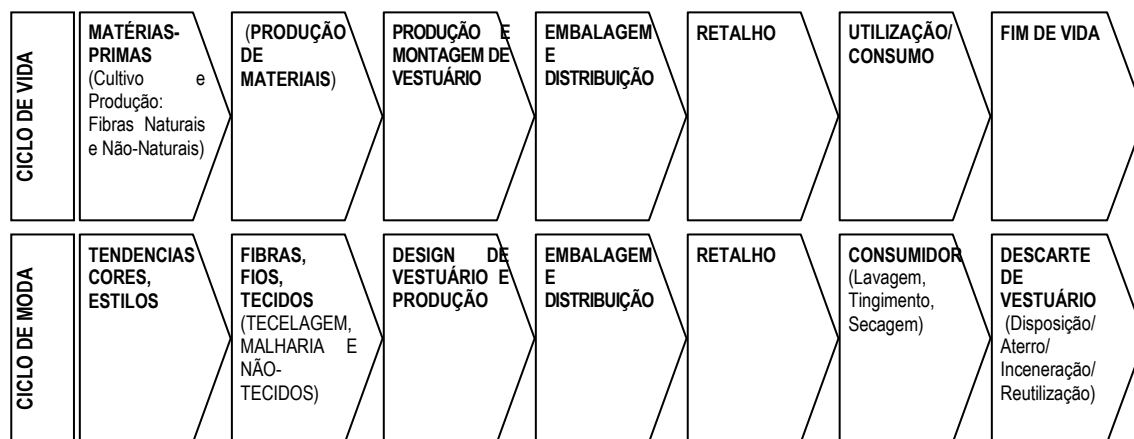 CICLO DE VIDA
MATÉRIAS-
PRIMAS
(Cultivo e
Produção:
Fibras Naturais
e Não-Naturais)
(PRODUÇÃO
DE
MATERIAIS)
PRODUÇÃO E
MONTAGEM DE
VESTUÁRIO
EMBALAGEM
E
DISTRIBUIÇÃO
RETALHO
UTILIZAÇÃO/
CONSUMO
FIM DE VIDA
CICLO DE MODA
TENDENCIAS
CORES,
ESTILOS
FIBRAS,
FIOS,
TECIDOS
(TECELAGEM,
MALHARIA E
NÃO-
TECIDOS)
DESIGN DE
VESTUÁRIO E
PRODUÇÃO
EMBALAGEM
E
DISTRIBUIÇÃO
RETALHO
CONSUMIDOR
(Lavagem,
Tingimento,
Secagem)
DESCARTE
DE
VESTUÁRIO
(Disposição/
Aterro/
Inceneração/
Reutilização)